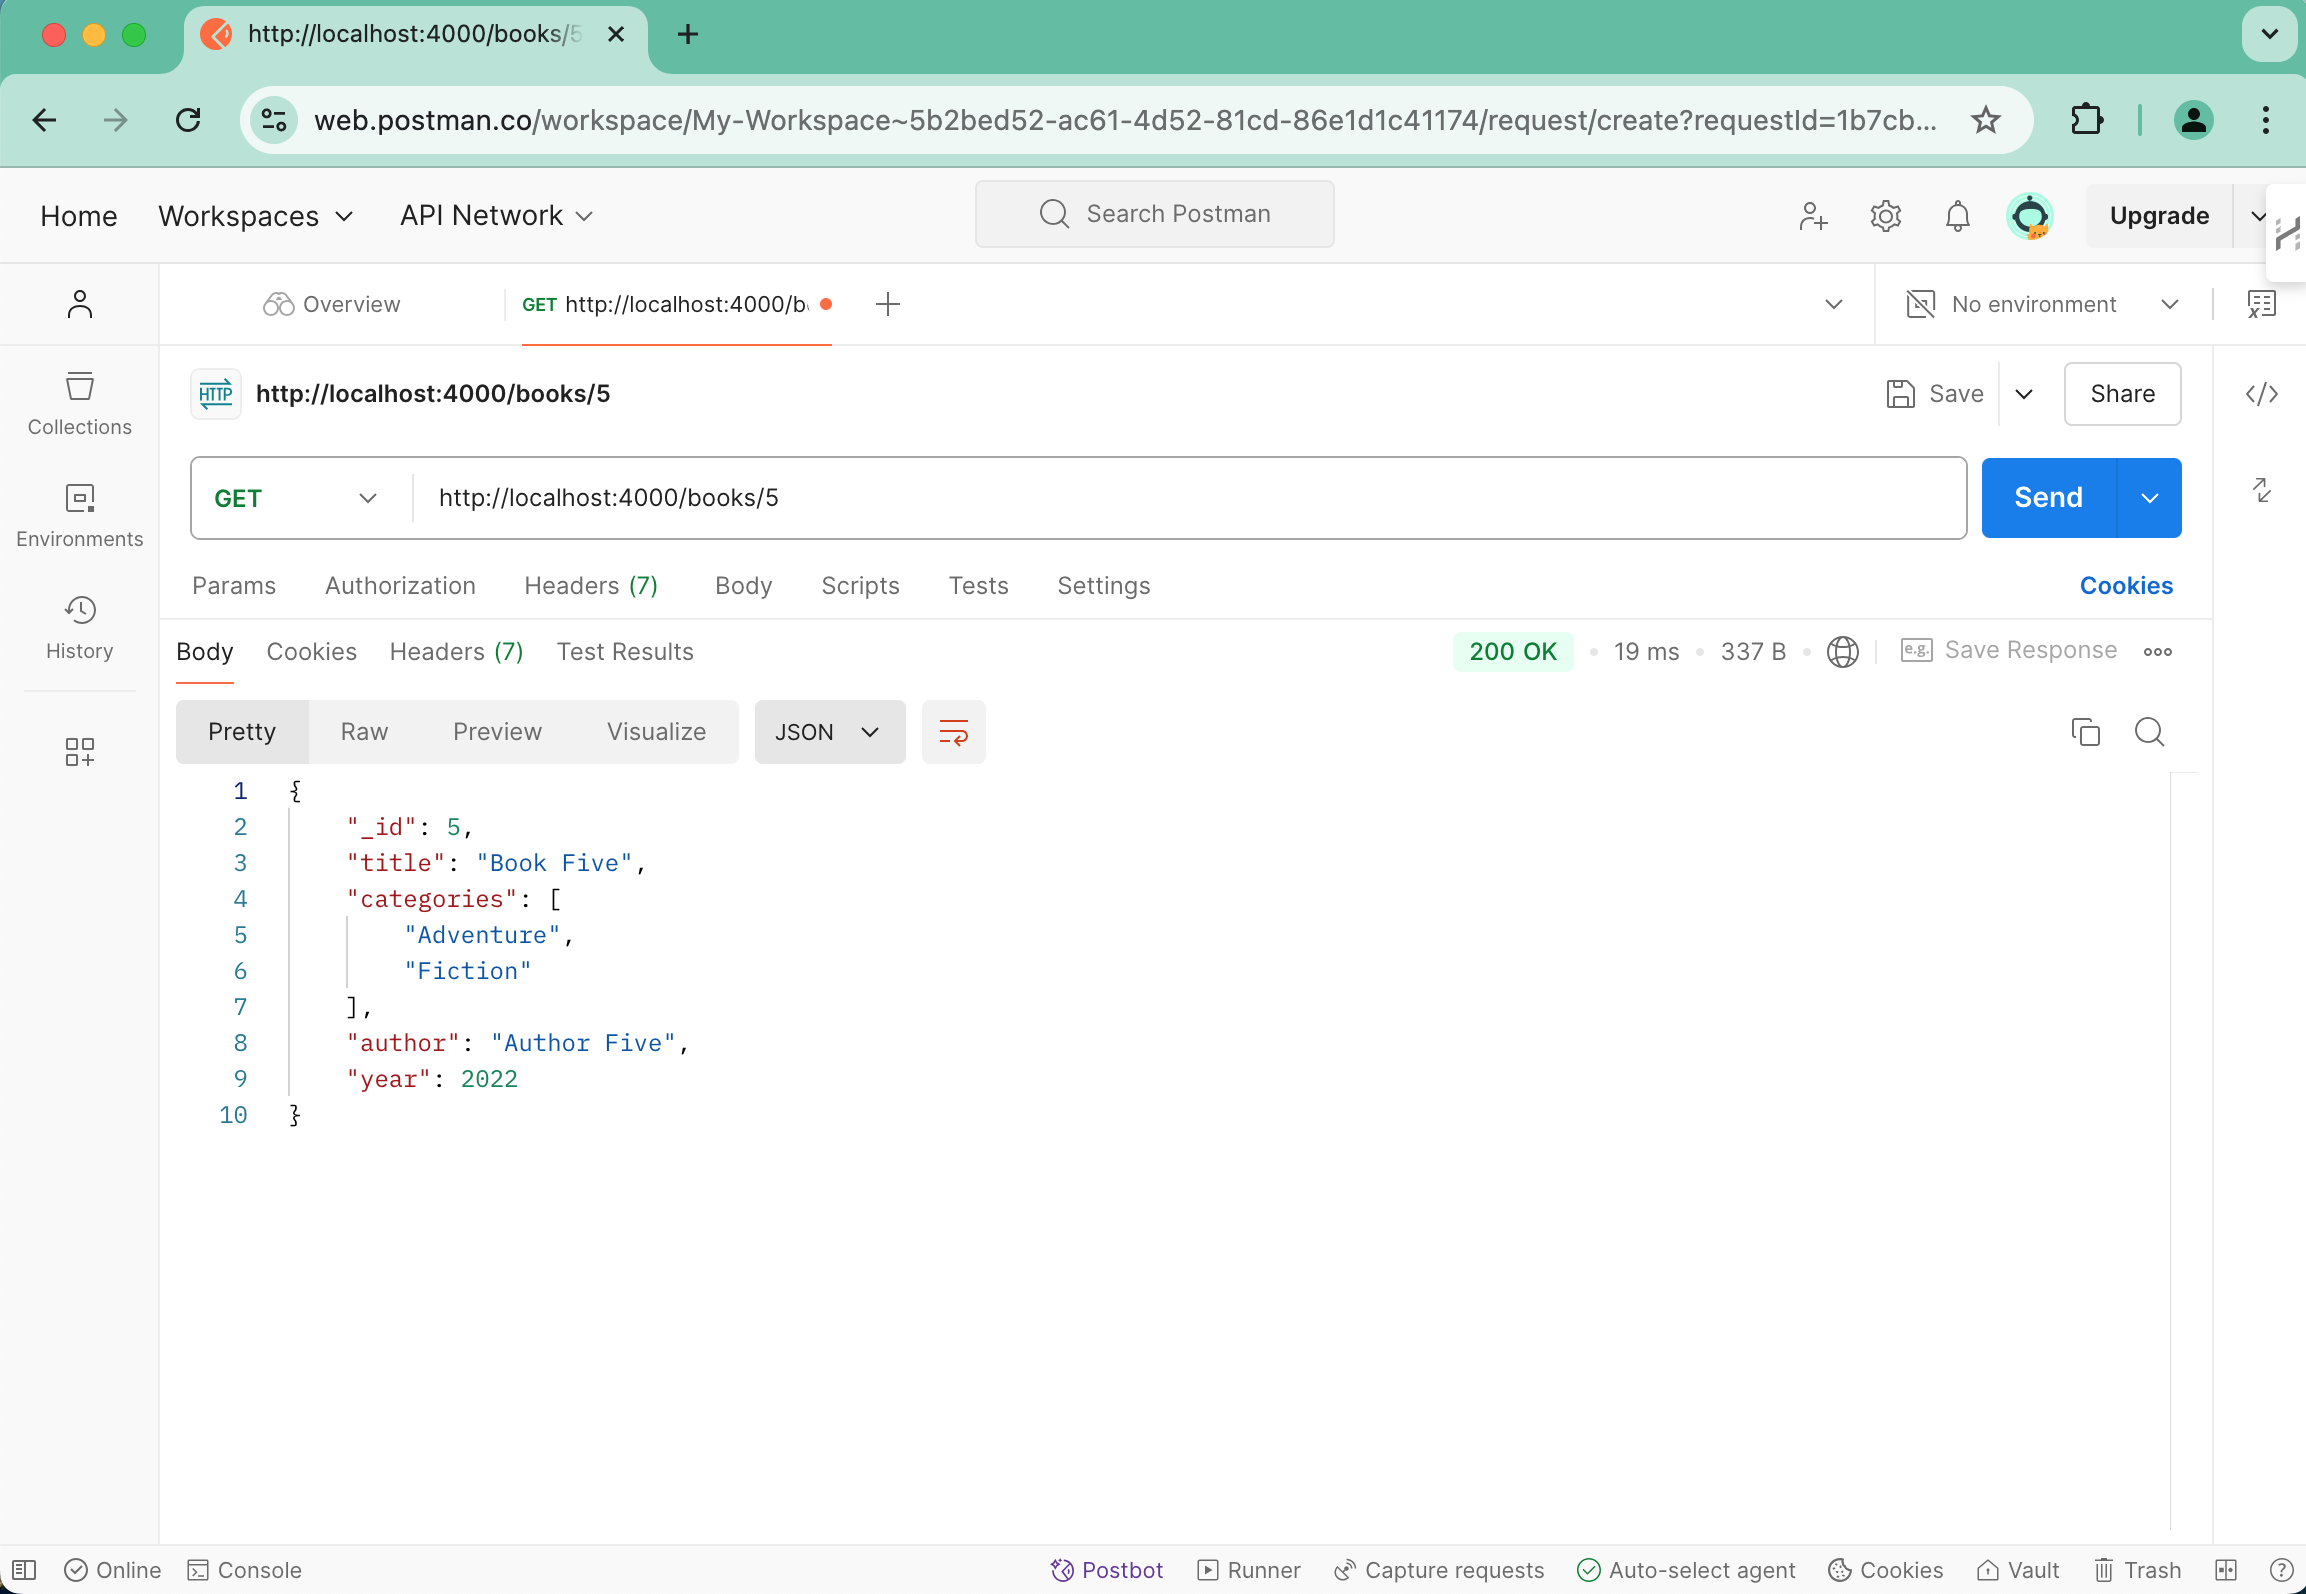 http://localhost:4000/books/5
web.postman.co/workspace/My-Workspace~5b2bed52-ac61-4d52-81cd-86e1d1c41174/request/create?requestId=1b7cb...
Home Workspaces API Network Search Postman Upgrade
Overview GET http://localhost:4000/b No environment
HTTP http://localhost:4000/books/5 Save Share
Collections
GET http://localhost:4000/books/5 Send
Environments
Params Authorization Headers (7) Body Scripts Tests Settings Cookies
History
Body Cookies Headers (7) Test Results 200 OK 19 ms 337 B e.g. Save Response
Pretty Raw Preview Visualize JSON
1 {
2 "_id": 5,
3 "title": "Book Five",
4 "categories": [
5 "Adventure",
6 "Fiction"
7 ],
8 "author": "Author Five",
9 "year": 2022
10 }
Online Console Postbot Runner Capture requests Auto-select agent Cookies Vault Trash